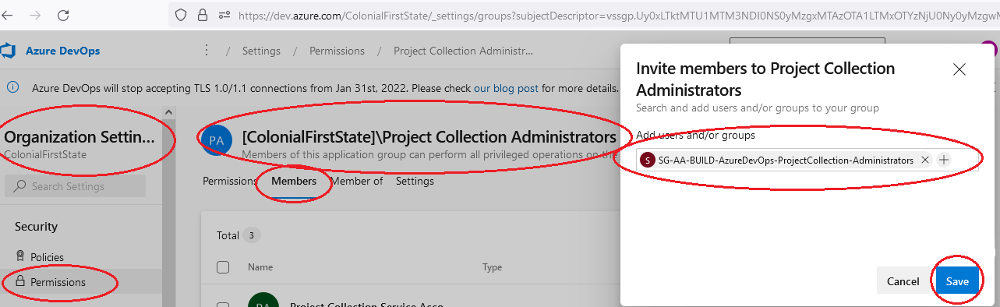 https://dev.azure.com/ColonialFirstState/_settings/groups?subjectDescriptor=vssgp.Uy0xLTktMTU1MTM3NDI0NS0yMzgxMTAzOTA1LTMxOTYzNjU0Ny0yMzgwM
Azure DevOps
/ Settings / Permissions / Project Collection Administr...
Azure DevOps will stop accepting TLS 1.0/1.1 connections from Jan 31st, 2022. Please check our blog post for more details.
Organization Settin...
ColonialFirstState
Search Settings
Security
Policies
Permissions
PA
[ColonialFirstState]\Project Collection Administrators
Members of this application group can perform all privileged operations on the
Permissions Members Member of Settings
Total 3
Name Type
PA Project Collection Service Acco
Invite members to Project Collection
Administrators
Search and add users and/or groups to your group
Add users and/or groups
S SG-AA-BUILD-AzureDevOps-ProjectCollection-Administrators
Cancel Save